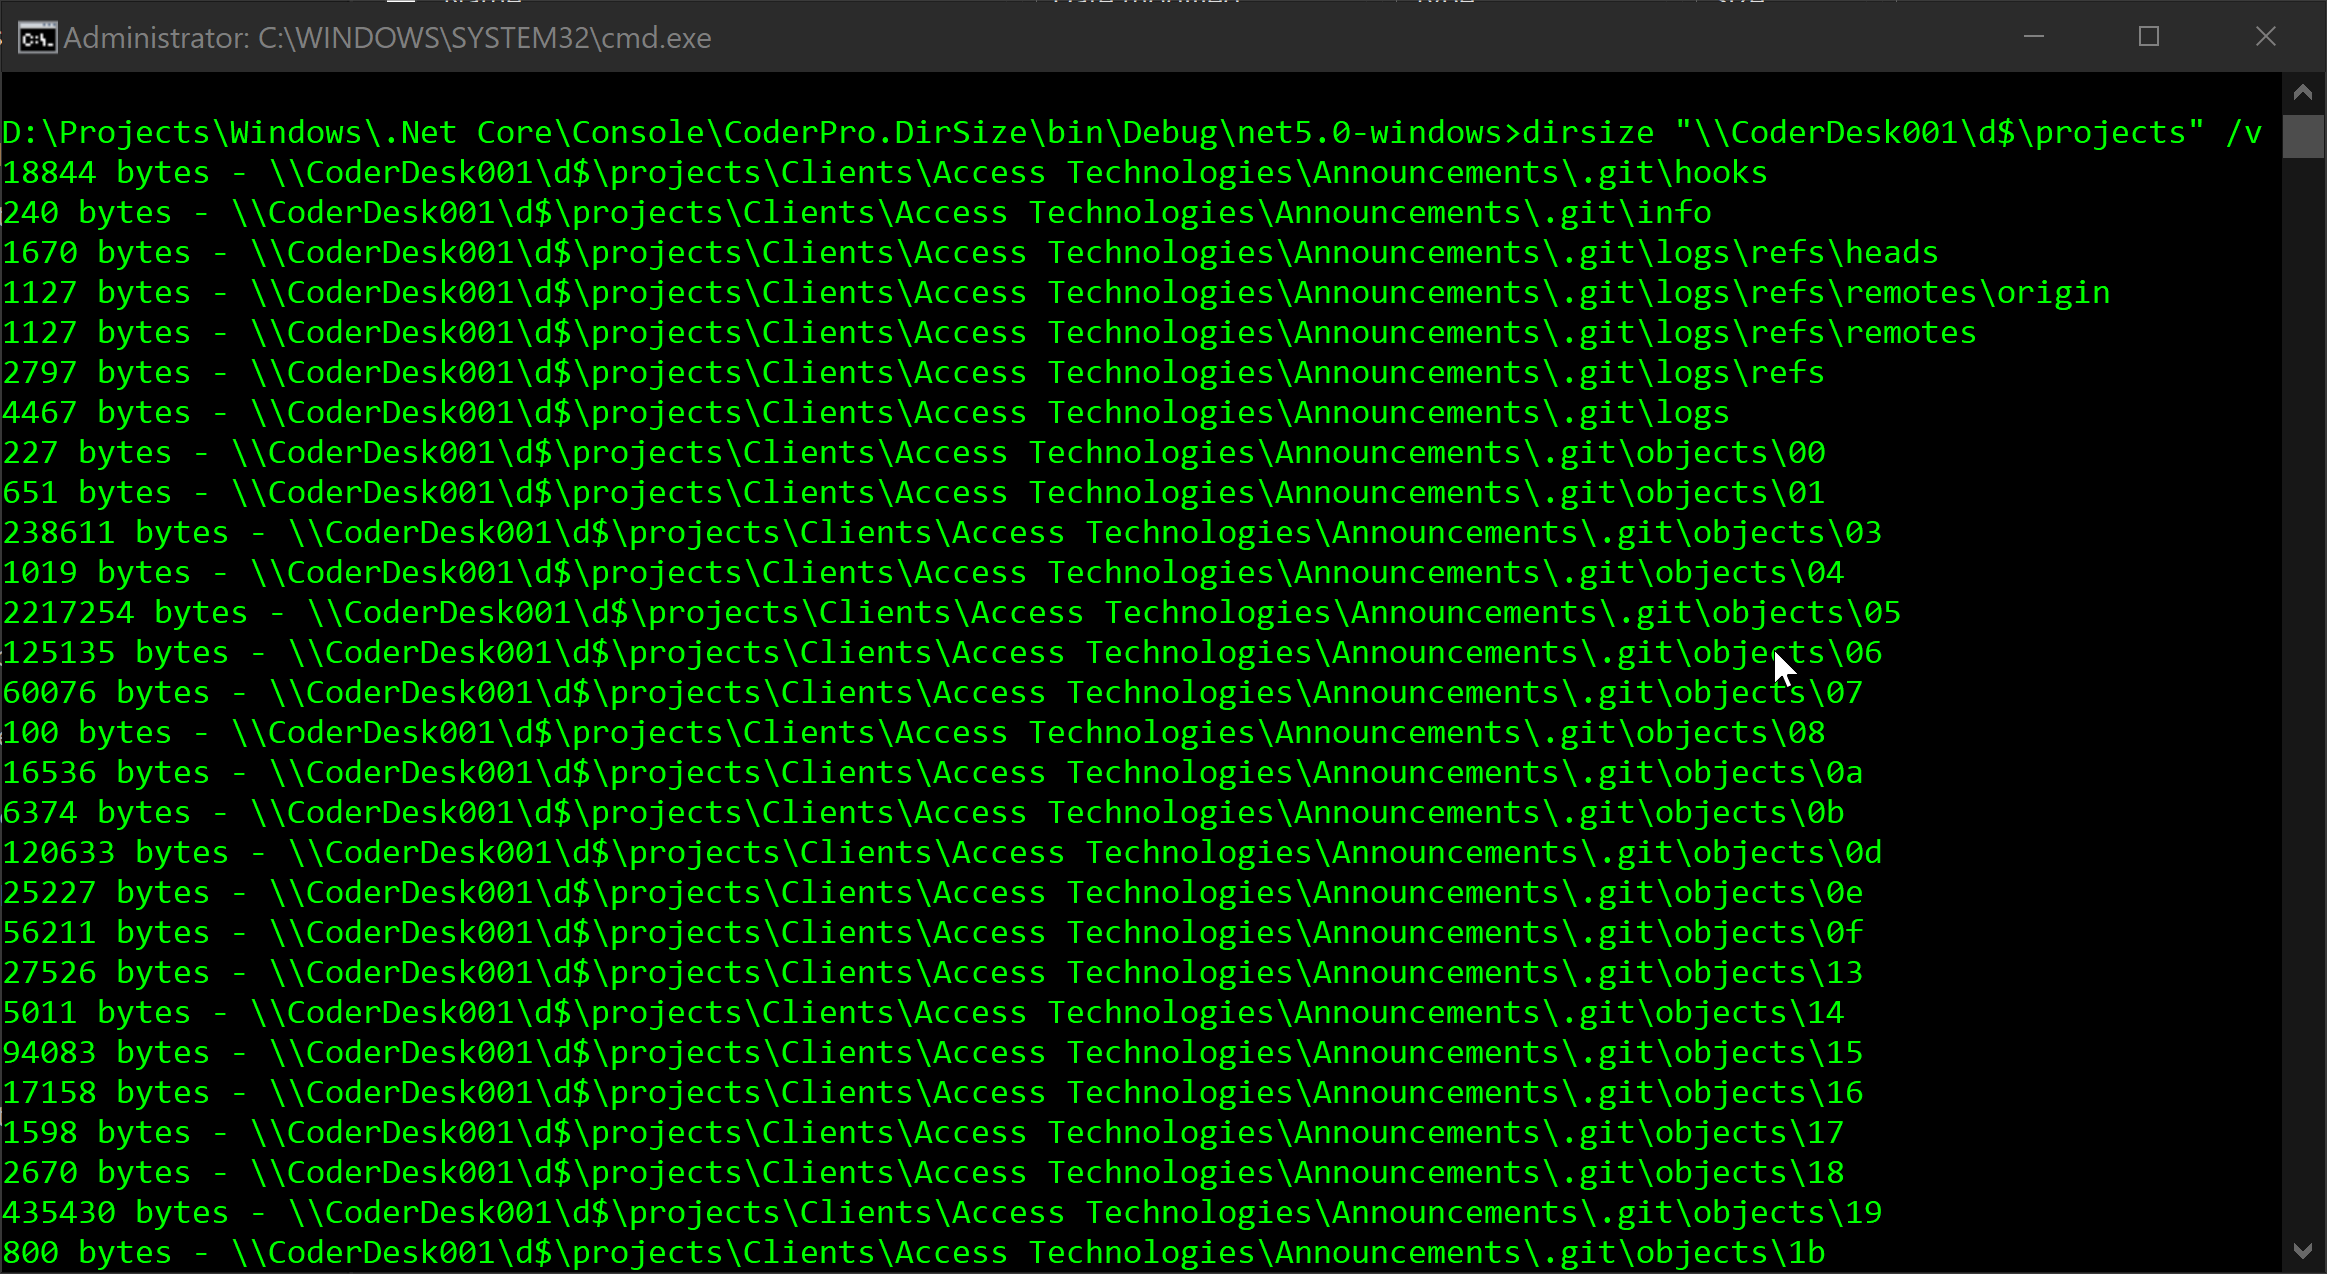 Administrator: C:\WINDOWS\SYSTEM32\cmd.exe
D:\Projects\Windows\.Net Core\Console\CoderPro.DirSize\bin\Debug\net5.0-windows>dirsize "\\CoderDesk001\d$\projects" /v
18844 bytes - \\CoderDesk001\d$\projects\Clients\Access Technologies\Announcements\.git\hooks
240 bytes - \\CoderDesk001\d$\projects\Clients\Access Technologies\Announcements\.git\info
1670 bytes - \\CoderDesk001\d$\projects\Clients\Access Technologies\Announcements\.git\logs\refs\heads
1127 bytes - \\CoderDesk001\d$\projects\Clients\Access Technologies\Announcements\.git\logs\refs\remotes\origin
1127 bytes - \\CoderDesk001\d$\projects\Clients\Access Technologies\Announcements\.git\logs\refs\remotes
2797 bytes - \\CoderDesk001\d$\projects\Clients\Access Technologies\Announcements\.git\logs\refs
4467 bytes - \\CoderDesk001\d$\projects\Clients\Access Technologies\Announcements\.git\logs
227 bytes - \\CoderDesk001\d$\projects\Clients\Access Technologies\Announcements\.git\objects\00
651 bytes - \\CoderDesk001\d$\projects\Clients\Access Technologies\Announcements\.git\objects\01
238611 bytes - \\CoderDesk001\d$\projects\Clients\Access Technologies\Announcements\.git\objects\03
1019 bytes - \\CoderDesk001\d$\projects\Clients\Access Technologies\Announcements\.git\objects\04
2217254 bytes - \\CoderDesk001\d$\projects\Clients\Access Technologies\Announcements\.git\objects\05
125135 bytes - \\CoderDesk001\d$\projects\Clients\Access Technologies\Announcements\.git\objects\06
60076 bytes - \\CoderDesk001\d$\projects\Clients\Access Technologies\Announcements\.git\objects\07
100 bytes - \\CoderDesk001\d$\projects\Clients\Access Technologies\Announcements\.git\objects\08
16536 bytes - \\CoderDesk001\d$\projects\Clients\Access Technologies\Announcements\.git\objects\0a
6374 bytes - \\CoderDesk001\d$\projects\Clients\Access Technologies\Announcements\.git\objects\0b
120633 bytes - \\CoderDesk001\d$\projects\Clients\Access Technologies\Announcements\.git\objects\0d
25227 bytes - \\CoderDesk001\d$\projects\Clients\Access Technologies\Announcements\.git\objects\0e
56211 bytes - \\CoderDesk001\d$\projects\Clients\Access Technologies\Announcements\.git\objects\0f
27526 bytes - \\CoderDesk001\d$\projects\Clients\Access Technologies\Announcements\.git\objects\13
5011 bytes - \\CoderDesk001\d$\projects\Clients\Access Technologies\Announcements\.git\objects\14
94083 bytes - \\CoderDesk001\d$\projects\Clients\Access Technologies\Announcements\.git\objects\15
17158 bytes - \\CoderDesk001\d$\projects\Clients\Access Technologies\Announcements\.git\objects\16
1598 bytes - \\CoderDesk001\d$\projects\Clients\Access Technologies\Announcements\.git\objects\17
2670 bytes - \\CoderDesk001\d$\projects\Clients\Access Technologies\Announcements\.git\objects\18
435430 bytes - \\CoderDesk001\d$\projects\Clients\Access Technologies\Announcements\.git\objects\19
800 bytes - \\CoderDesk001\d$\projects\Clients\Access Technologies\Announcements\.git\objects\1b